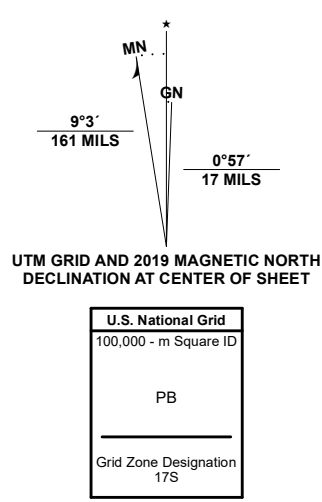 MN
GN
9°3´
161 MILS
0°57´
17 MILS
UTM GRID AND 2019 MAGNETIC NORTH
DECLINATION AT CENTER OF SHEET
U.S. National Grid
100,000 - m Square ID
PB
Grid Zone Designation
17S